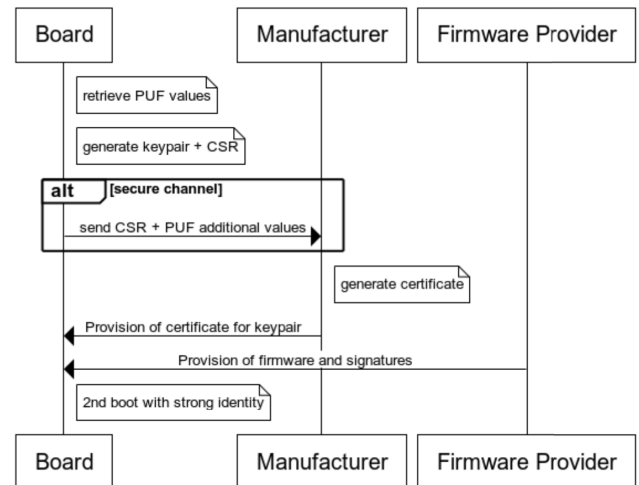 Board
Manufacturer
Firmware Provider
retrieve PUF values
generate keypair + CSR
alt
[secure channel]
send CSR + PUF additional values
generate certificate
Provision of certificate for keypair
Provision of firmware and signatures
2nd boot with strong identity
Board
Manufacturer
Firmware Provider